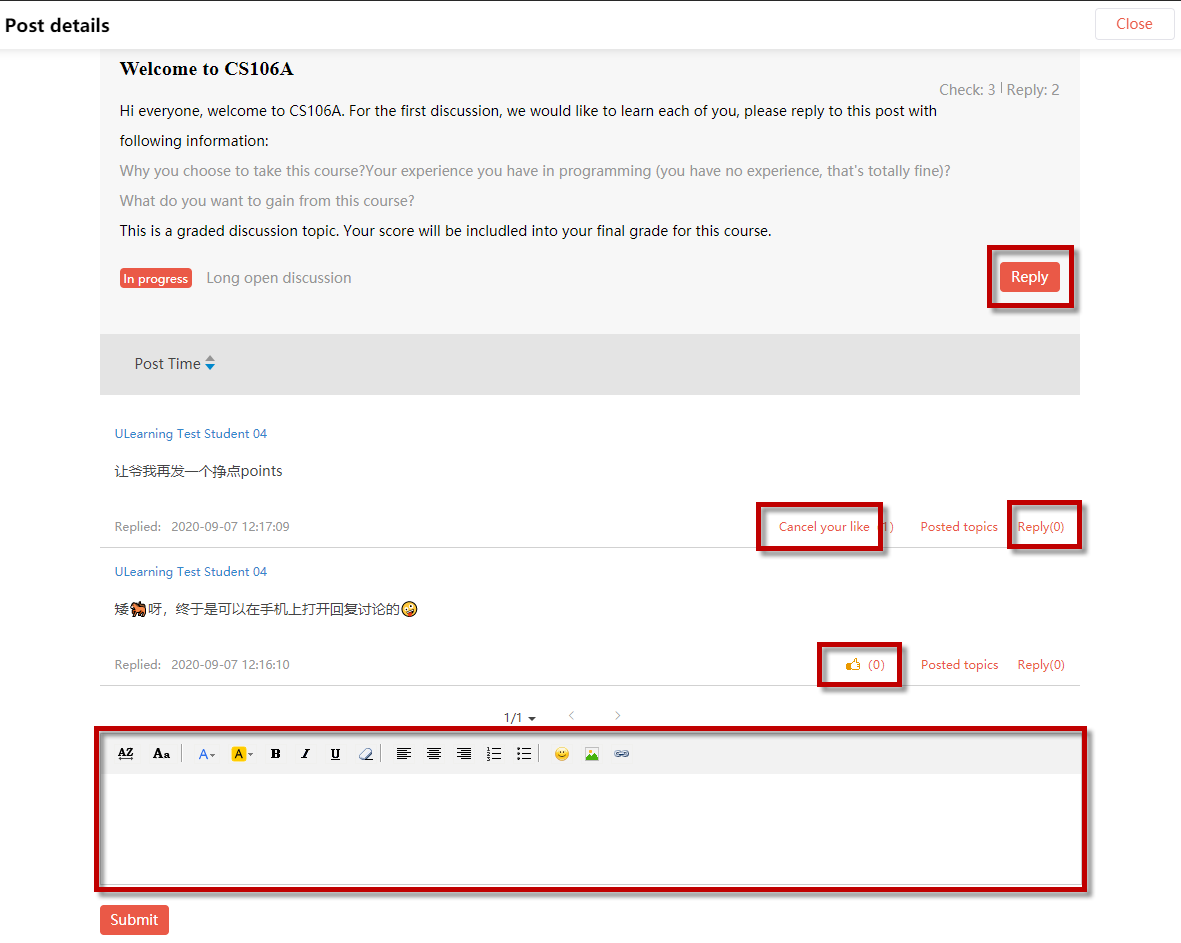 Post details
Close
Welcome to CS106A
Check: 3 | Reply: 2
Hi everyone, welcome to CS106A. For the first discussion, we would like to learn each of you, please reply to this post with
following information:
Why you choose to take this course?Your experience you have in programming (you have no experience, that's totally fine)?
What do you want to gain from this course?
This is a graded discussion topic. Your score will be includled into your final grade for this course.
In progress Long open discussion Reply
Post Time
ULearning Test Student 04
让爷我再发一个挣点points
Replied: 2020-09-07 12:17:09 Cancel your like 1) Posted topics Reply(0)
ULearning Test Student 04
矮🐂呀，终于是可以在手机上打开回复讨论的🤪
Replied: 2020-09-07 12:16:10 (0) Posted topics Reply(0)
1/1
AZ Aa A A B I U
Submit